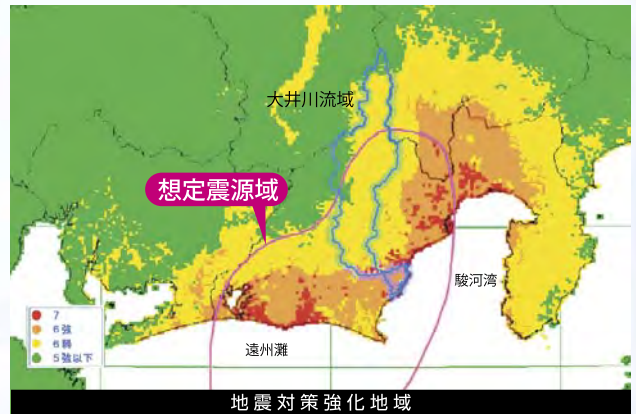 大井川流域
想定震源域
駿河湾
7
6強
6弱
5強以下
遠州灘
地震対策強化地域